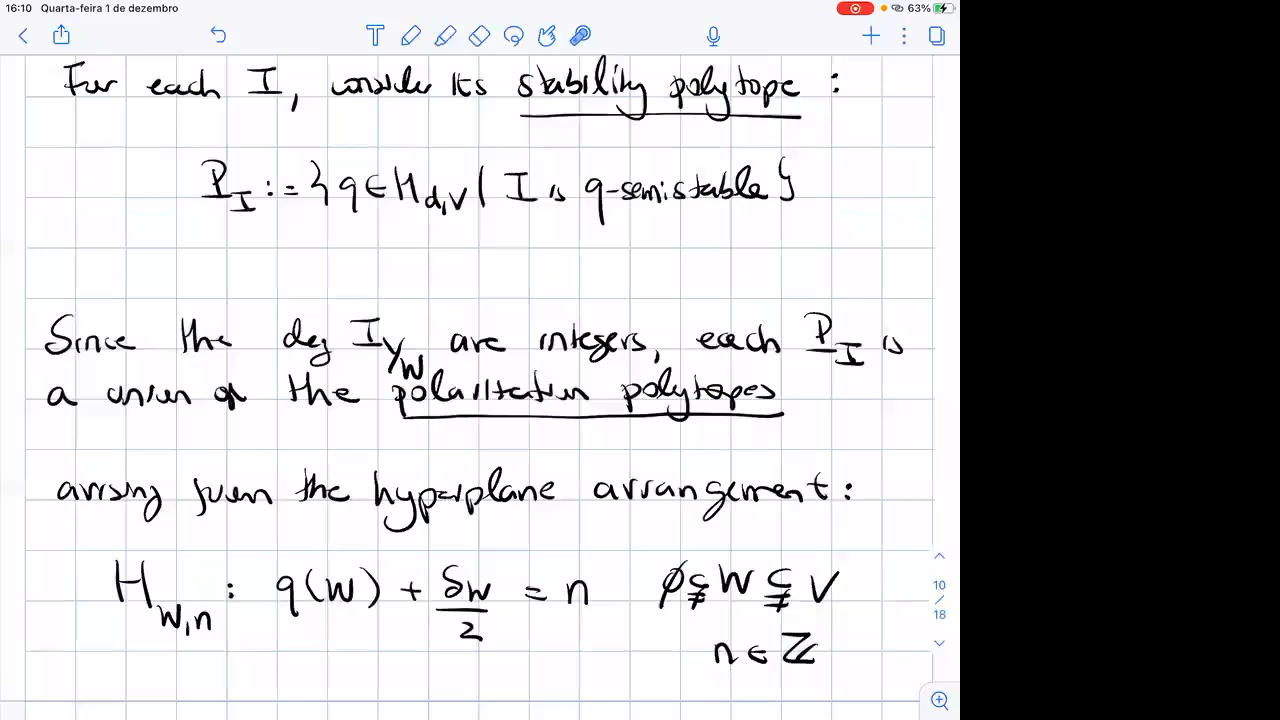 16:10 Quarta-feira 1 de dezembro 63%
For each I, consider its stability polytope :
P_I := { q ∈ H_{d,V} | I is q-semistable }
Since the deg I_{Y_W} are integers, each P_I is
a union of the polarization polytopes
arising from the hyperplane arrangement :
H_{W,n} : q(W) + δ_W/2 = n ∅ ⊊ W ⊊ V
n ∈ ℤ
10
/
18